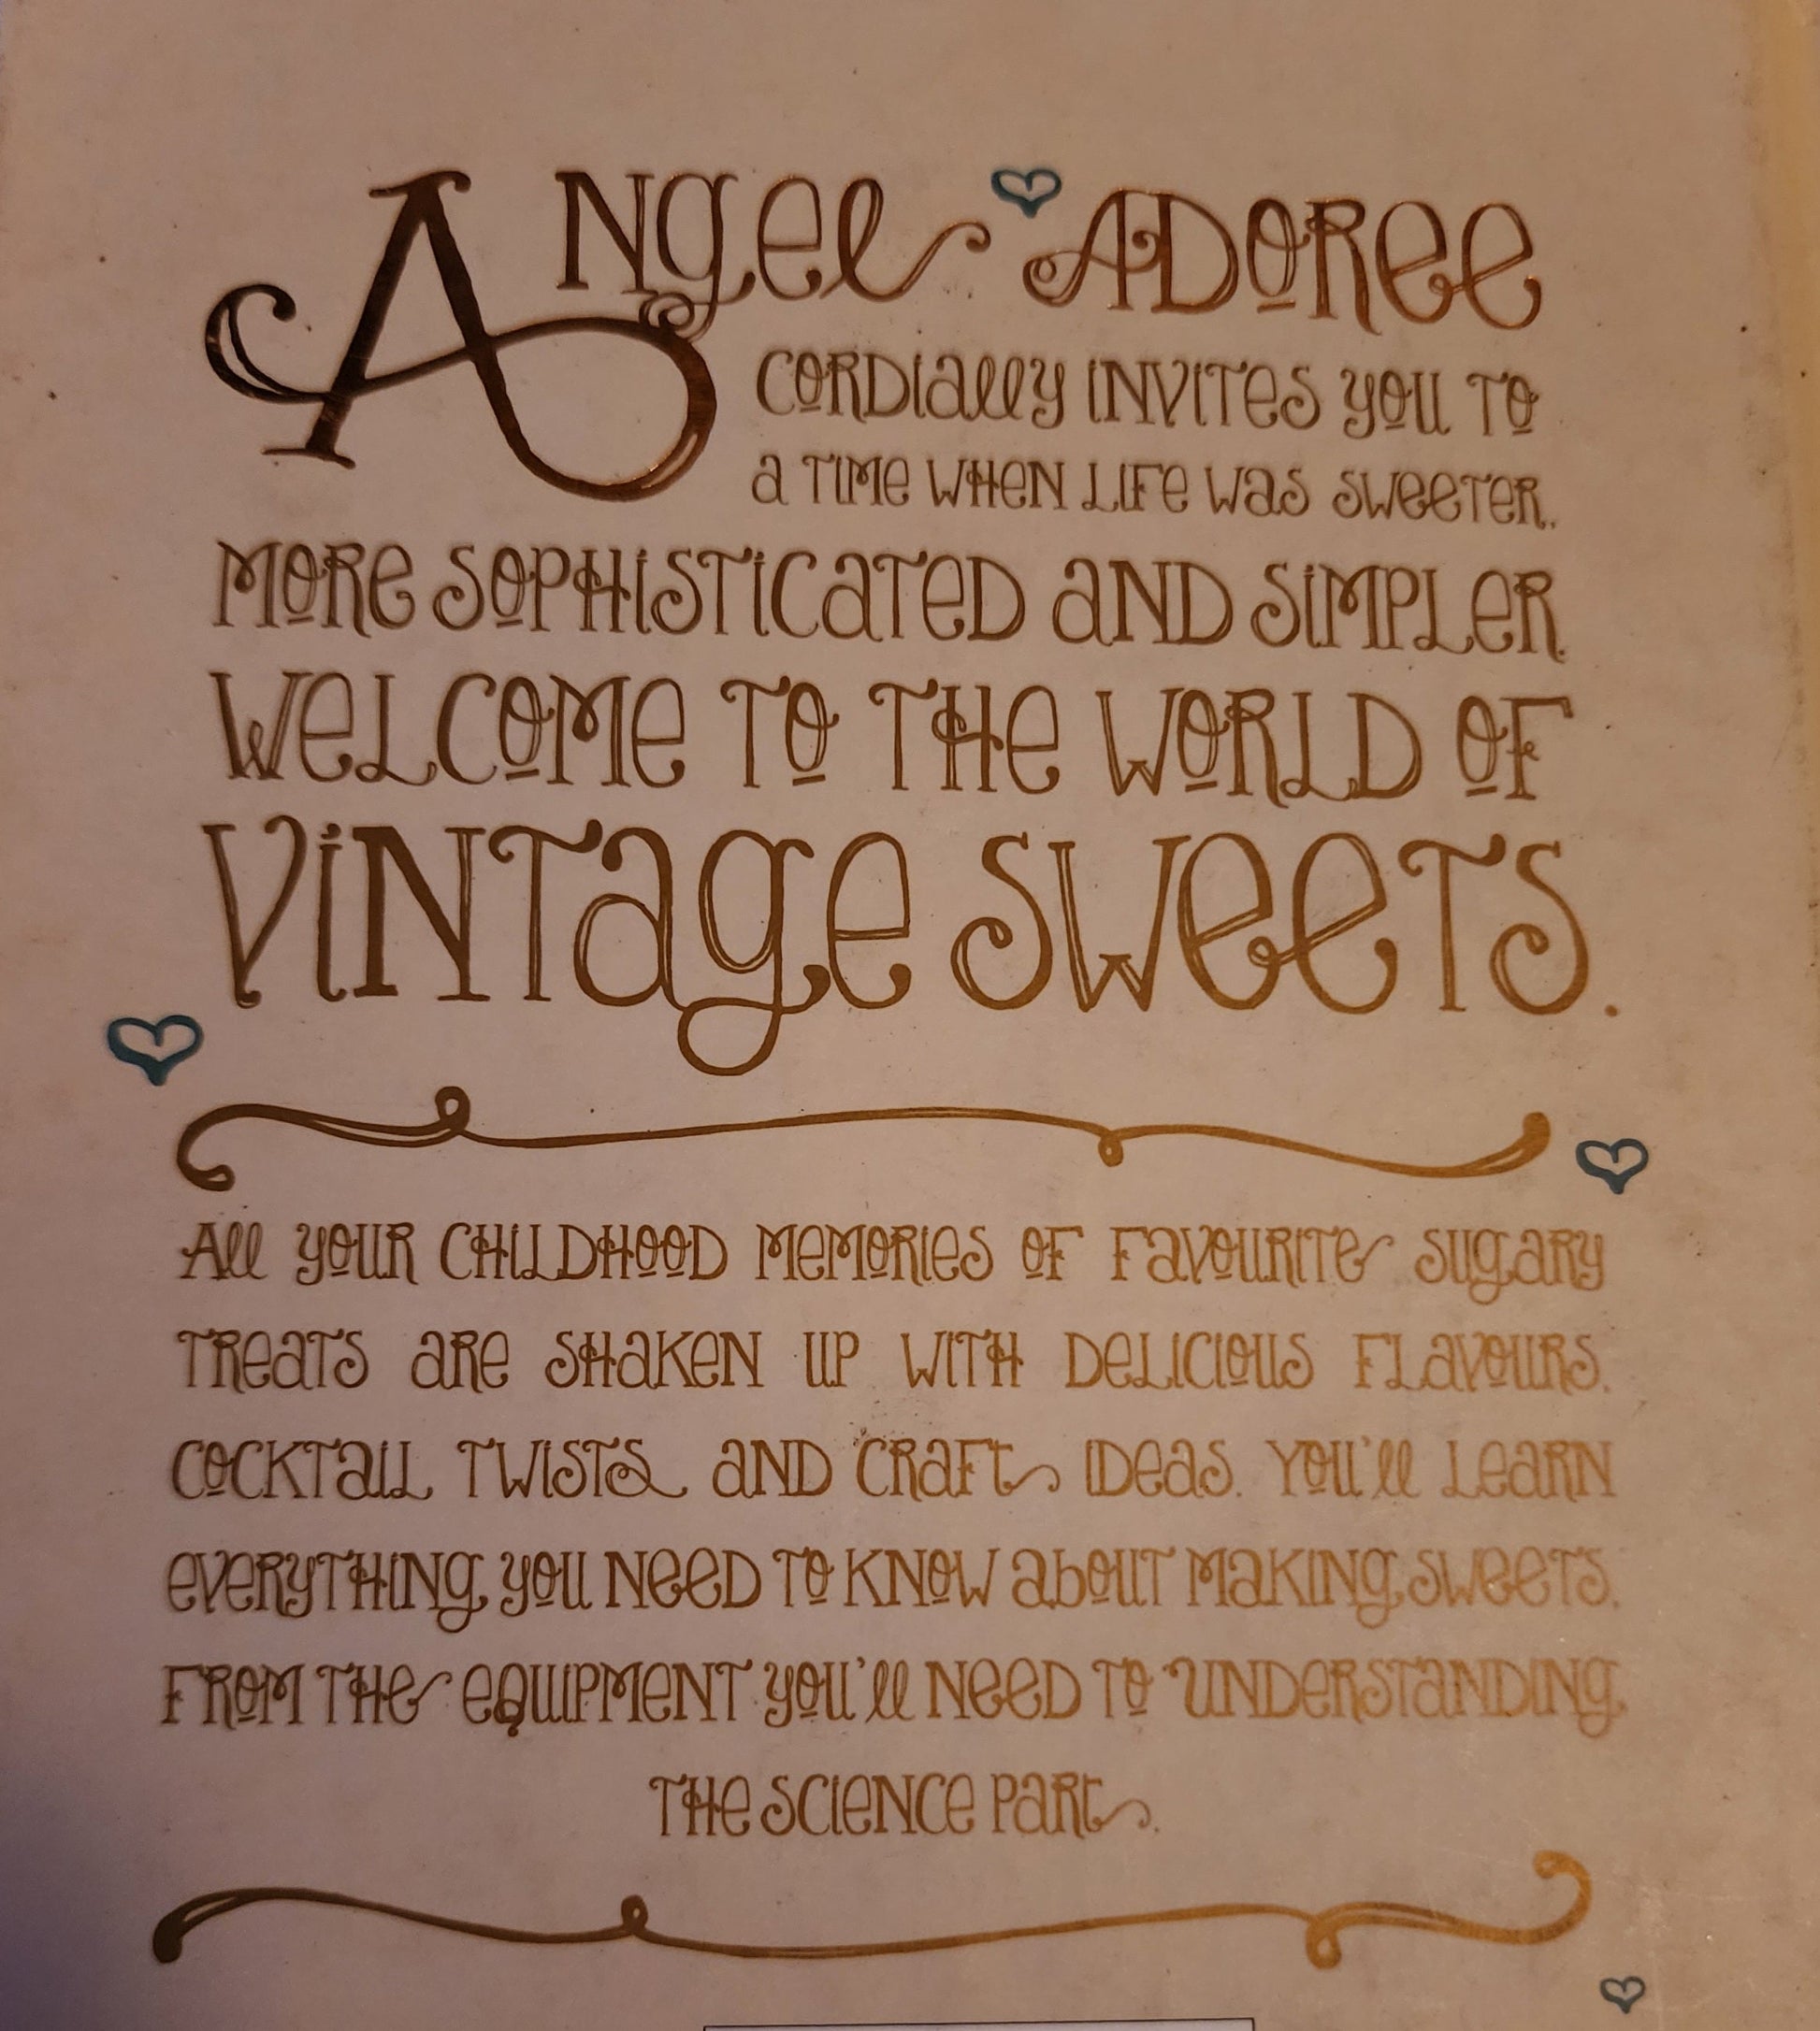 Angel Adoree
CORDIALLY INVITES YOU TO
A TIME WHEN LIFE WAS SWEETER.
MORE SOPHISTICATED AND SIMPLER.
WELCOME TO THE WORLD OF
VINTAGE SWEETS.
All YOUR CHILDHOOD MEMORIES OF FAVOURITE SUGARY
TREATS ARE SHAKEN UP WITH DELICIOUS FLAVOURS,
COCKTAIL TWISTS AND CRAFT IDEAS. YOU'll LEARN
EVERYTHING YOU NEED TO KNOW ABOUT MAKING SWEETS,
FROM THE EQUIPMENT YOU'll NEED TO UNDERSTANDING
THE SCIENCE PART.